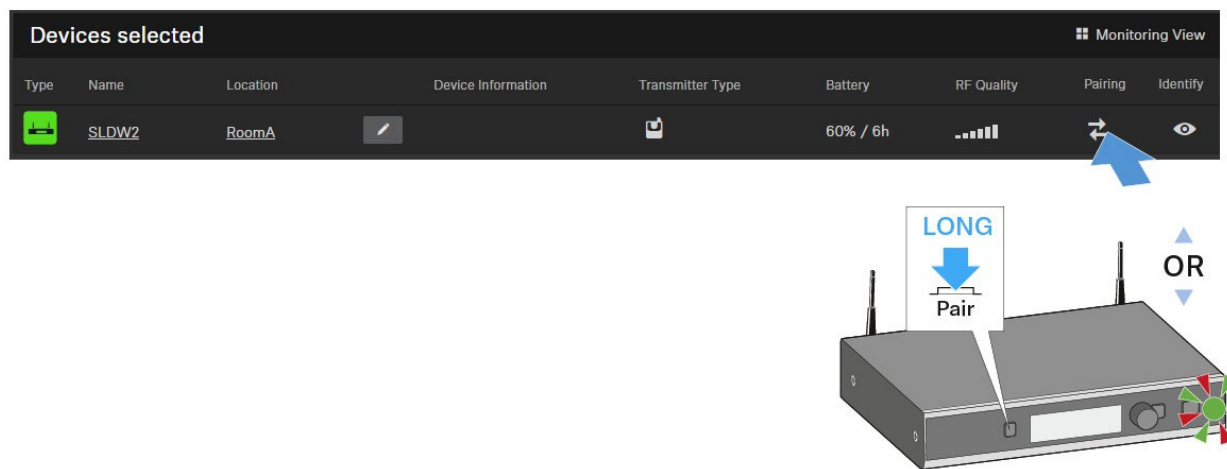 Devices selected
Monitoring View
Type Name Location Device Information Transmitter Type Battery RF Quality Pairing Identify
SLDW2 RoomA 60% / 6h
LONG
Pair
OR